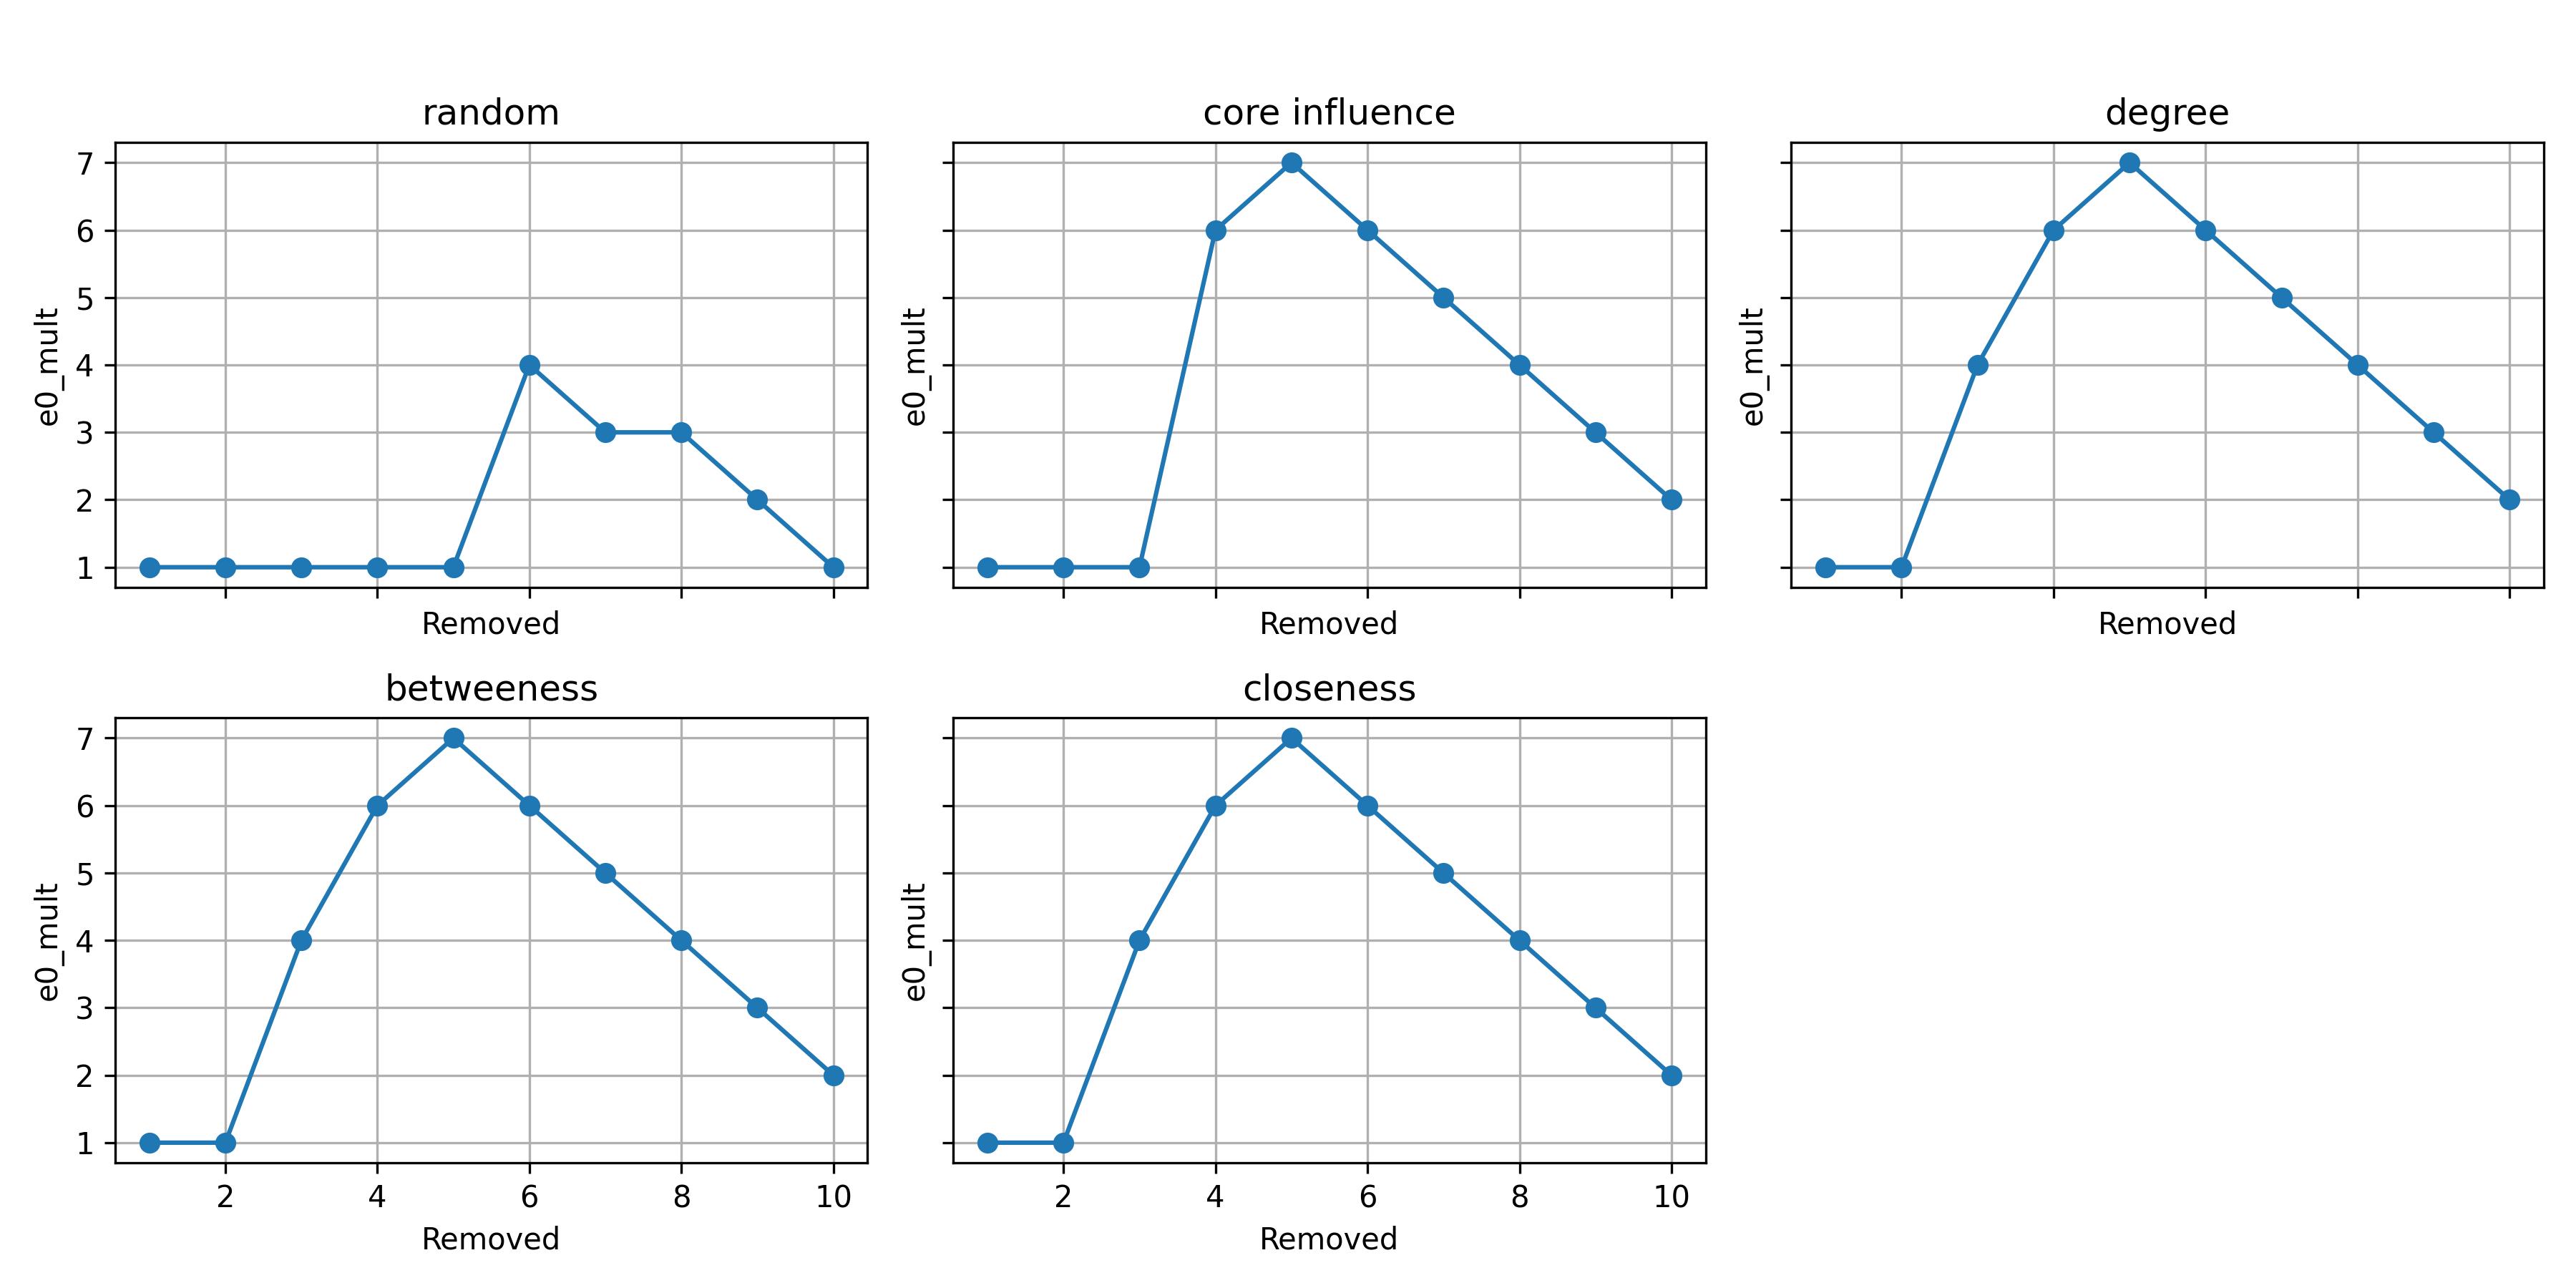 random
core influence
degree
7
6
5
4
3
2
1
e0_mult
e0_mult
e0_mult
Removed
Removed
Removed
betweeness
closeness
7
6
5
4
3
2
1
e0_mult
e0_mult
2 4 6 8 10
2 4 6 8 10
Removed
Removed